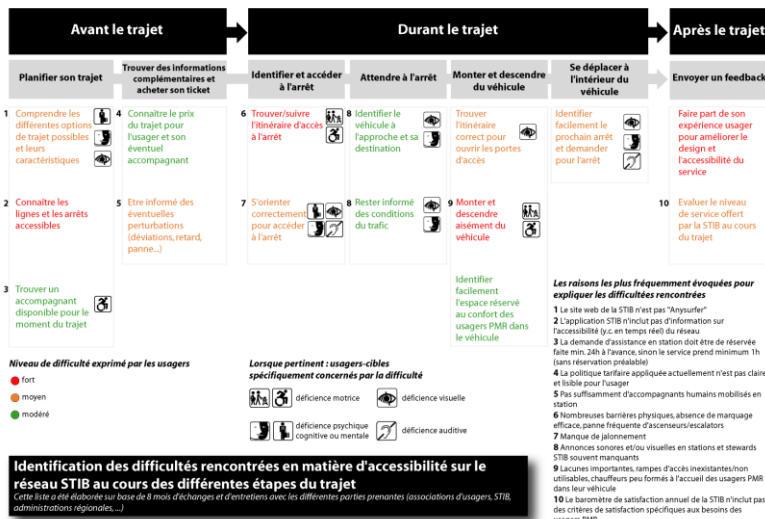 Avant le trajet
Durant le trajet
Après le trajet
Planifier son trajet
Trouver des informations
complémentaires et
acheter son ticket
Identifier et accéder
à l'arrêt
Attendre à l'arrêt
Monter et descendre
du véhicule
Se déplacer à
l'intérieur du
véhicule
Envoyer un feedback
1 Comprendre les
différentes options
de trajet possibles
et leurs
caractéristiques
4 Connaître le prix
du trajet pour
l'usager et son
éventuel
accompagnant
6 Trouver/suivre
l'itinéraire d'accès
à l'arrêt
8 Identifier le
véhicule à
l'approche et sa
destination
Trouver
l'itinéraire
correct pour
ouvrir les portes
d'accès
Identifier
facilement le
prochain arrêt
et demander
pour l'arrêt
Faire part de son
expérience usager
pour améliorer le
design et
l'accessibilité du
service
2 Connaître les
lignes et les arrêts
accessibles
5 Etre informé des
éventuelles
perturbations
(déviations, retard,
panne...)
7 S'orienter
correctement
pour accéder
à l'arrêt
8 Rester informé
des conditions
du trafic
9 Monter et
descendre
aisément du
véhicule
10 Evaluer le niveau
de service offert
par la STIB au cours
du trajet
3 Trouver un
accompagnant
disponible pour le
moment du trajet
Identifier
facilement
l'espace réservé
au confort des
usagers PMR dans
le véhicule
Niveau de difficulté exprimé par les usagers
fort
moyen
modéré
Lorsque pertinent : usagers-cibles
spécifiquement concernés par la difficulté
déficience motrice
déficience visuelle
déficience psychique
cognitive ou mentale
déficience auditive
Les raisons les plus fréquemment évoquées pour
expliquer les difficultées rencontrées
1 Le site web de la STIB n'est pas "Anysurfer"
2 L'application STIB n'inclut pas d'information sur
l'accessibilité (y.c. en temps réel) du réseau
3 La demande d'assistance en station doit être de réservée
faite min. 24h à l'avance, sinon le service prend minimum 1h
(sans réservation préalable)
4 La politique tarifaire appliquée actuellement n'est pas claire
et lisible pour l'usager
5 Pas suffisamment d'accompagnants humains mobilisés en
station
6 Nombreuses barrières physiques, absence de marquage
efficace, panne fréquente d'ascenseurs/escalators
7 Manque de jalonnement
8 Annonces sonores et/ou visuelles en stations et stewards
STIB souvent manquants
9 Lacunes importantes, rampes d'accès inexistantes/non
utilisables, chauffeurs peu formés à l'accueil des usagers PMR
dans leur véhicule
10 Le baromètre de satisfaction annuel de la STIB n'inclut pas
des critères de satisfaction spécifiques aux besoins des
usagers PMR
Identification des difficultés rencontrées en matière d'accessibilité sur le
réseau STIB au cours des différentes étapes du trajet
Cette liste a été élaborée sur base de 8 mois d'échanges et d'entretiens avec les différentes parties prenantes (associations d'usagers, STIB,
administrations régionales, ...)